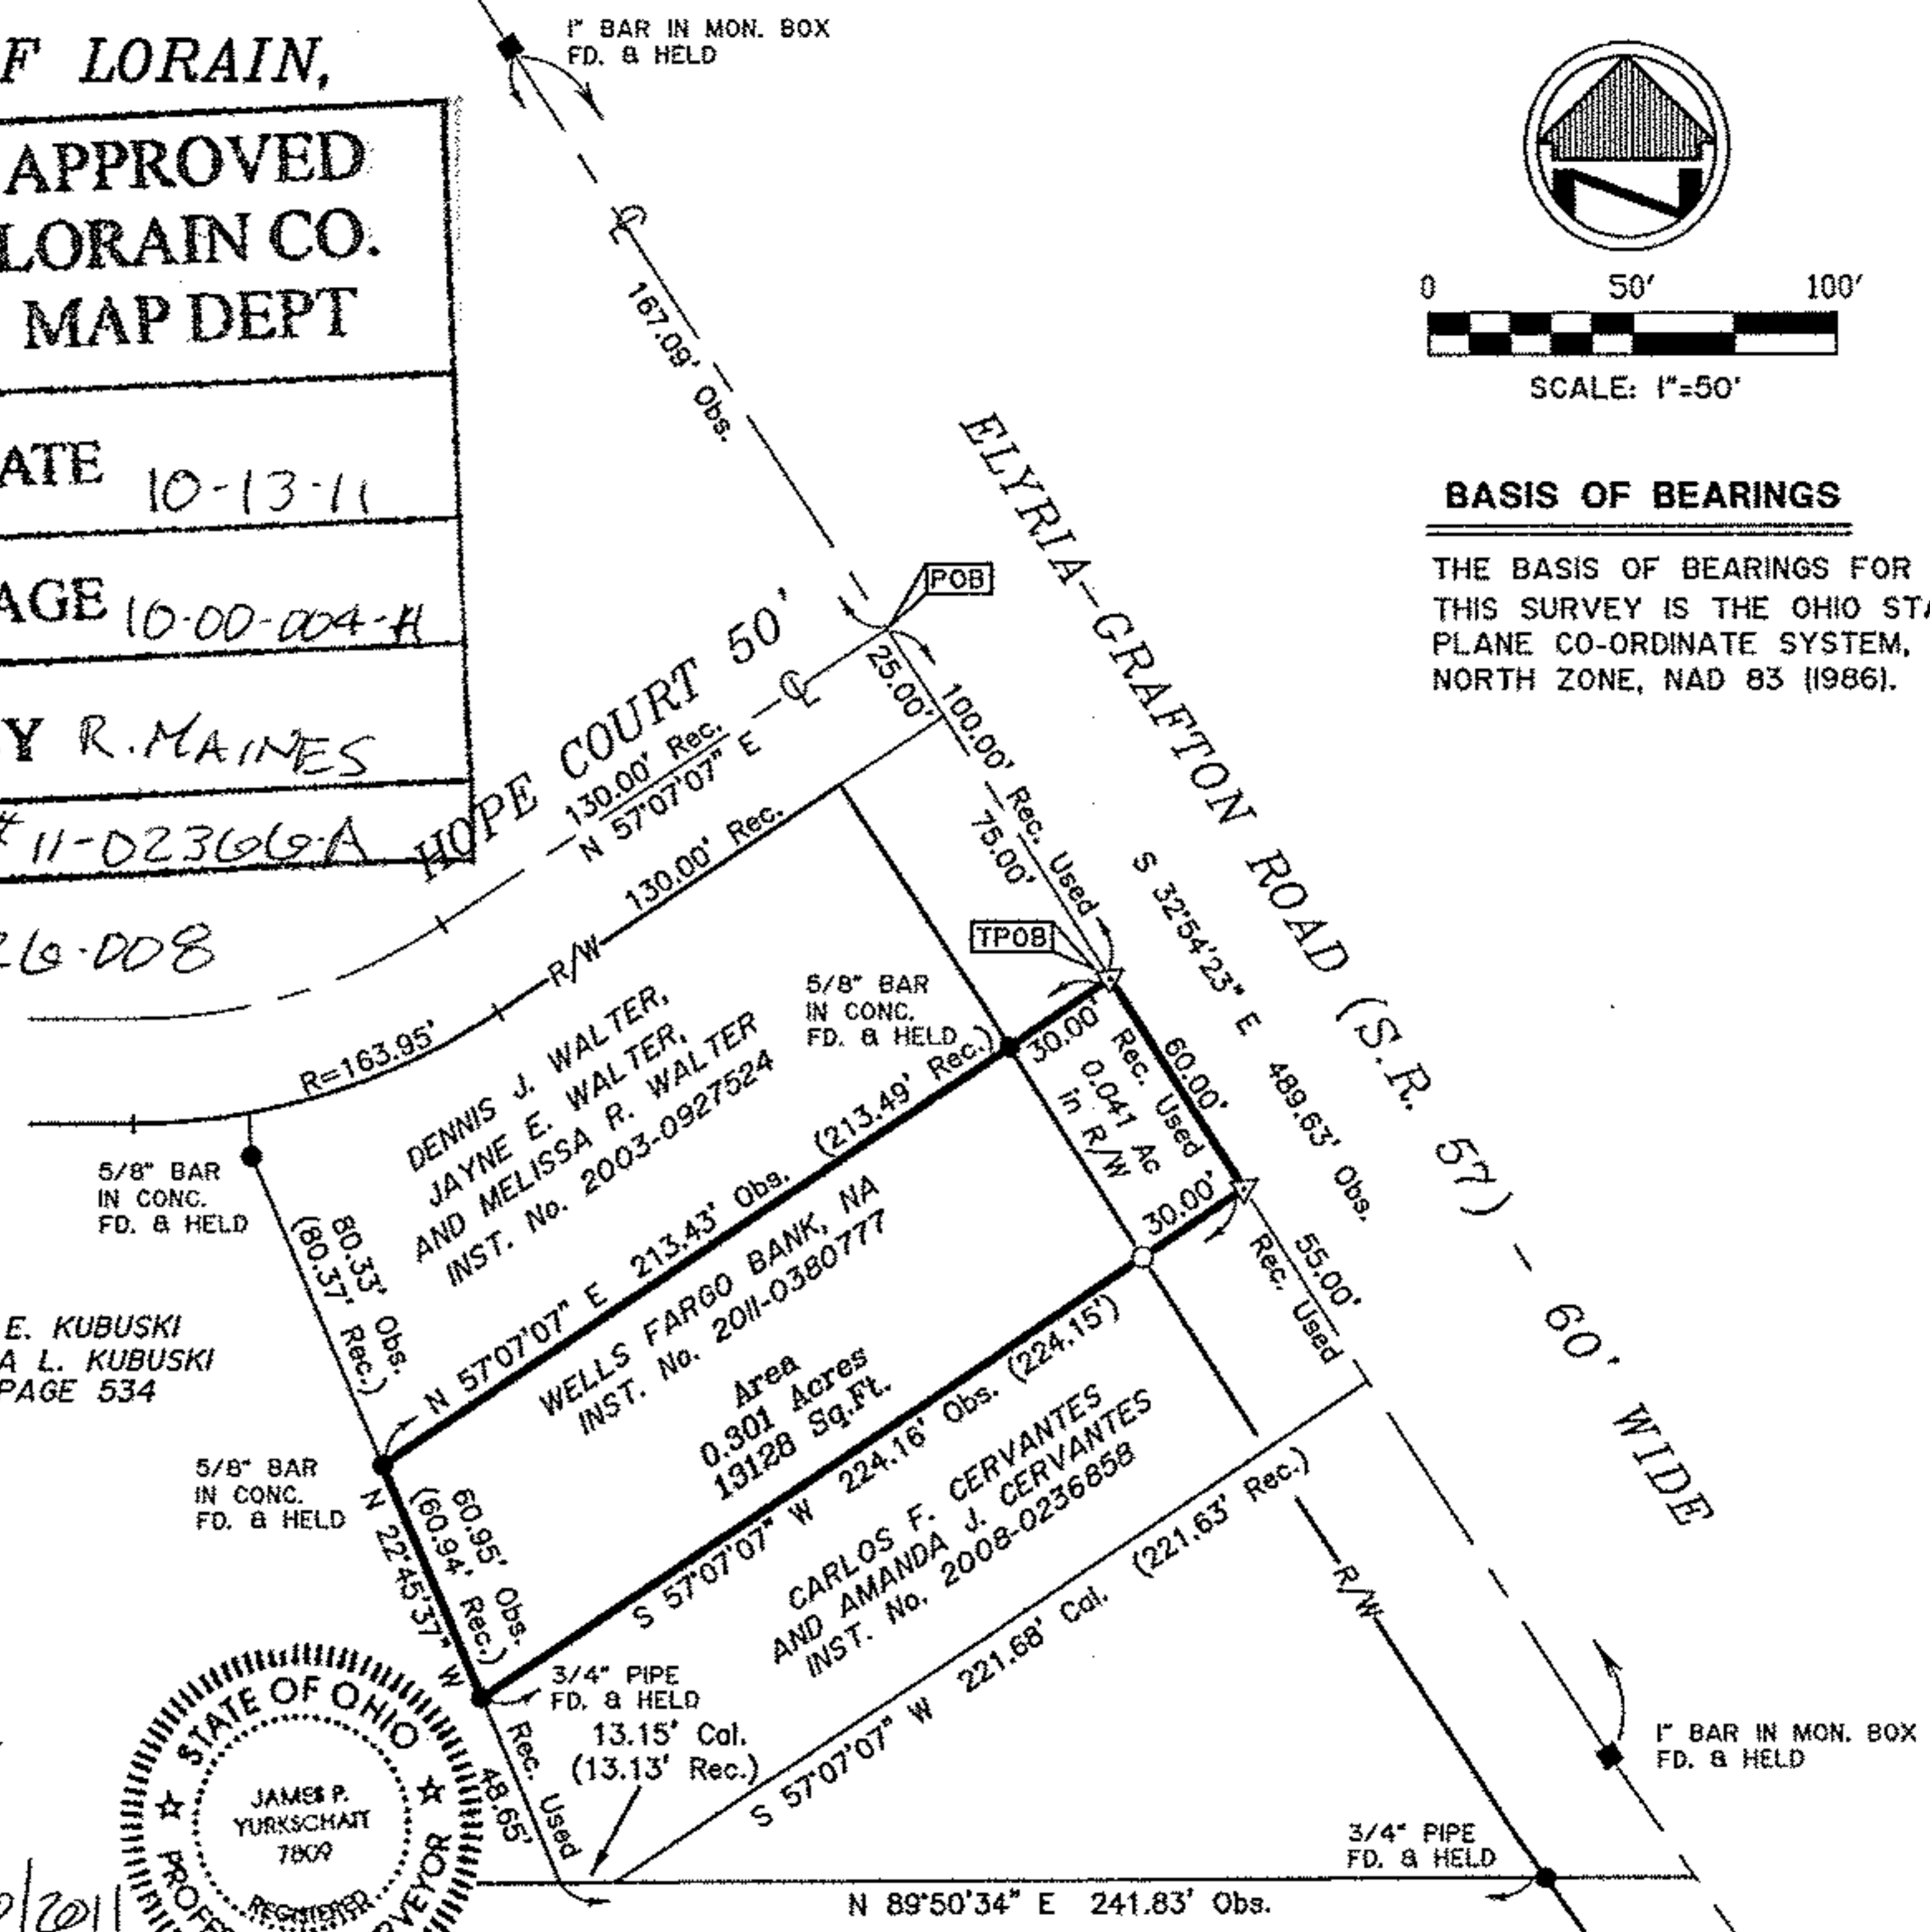 F LORAIN,
APPROVED
LORAIN CO.
MAP DEPT
ATE 10-13-11
AGE 10-00-004-H
Y R. MAINES
# 11-02366-A
26-008
1" BAR IN MON. BOX
FD. & HELD
0 50' 100'
SCALE: 1"=50'
BASIS OF BEARINGS
THE BASIS OF BEARINGS FOR
THIS SURVEY IS THE OHIO STA
PLANE CO-ORDINATE SYSTEM,
NORTH ZONE, NAD 83 (1986).
167.09' Obs.
ELYRIA-GRAFTON ROAD (S.R. 57) - 60' WIDE
POB
HOPE COURT 50'
130.00' Rec.
N 57°07'07" E
130.00' Rec.
R/W
R=163.95'
25.00'
100.00' Rec. Used
75.00'
S 32°54'23" E 489.63' Obs.
TPOB
5/8" BAR
IN CONC.
FD. & HELD
30.00'
60.00'
Rec. Used
0.041 Ac
in R/W
30.00'
55.00'
Rec. Used
DENNIS J. WALTER,
JAYNE E. WALTER,
AND MELISSA R. WALTER
INST. No. 2003-0927524
5/8" BAR
IN CONC.
FD. & HELD
80.33' Obs.
(80.37' Rec.)
N 57°07'07" E 213.43' Obs. (213.49' Rec.)
WELLS FARGO BANK, NA
INST. No. 2011-0380777
Area
0.301 Acres
13128 Sq.Ft.
S 57°07'07" W 224.16' Obs. (224.15')
E. KUBUSKI
A L. KUBUSKI
PAGE 534
5/8" BAR
IN CONC.
FD. & HELD
60.95' Obs.
(60.94' Rec.)
N 22°45'37" W
CARLOS F. CERVANTES
AND AMANDA J. CERVANTES
INST. No. 2008-0236858
S 57°07'07" W 221.68' Cal. (221.63' Rec.)
R/W
3/4" PIPE
FD. & HELD
13.15' Cal.
(13.13' Rec.)
48.65'
Rec. Used
1" BAR IN MON. BOX
FD. & HELD
3/4" PIPE
FD. & HELD
N 89°50'34" E 241.83' Obs.
STATE OF OHIO
JAMES P.
YURKSCHATT
7809
REGISTERED
PROFE
RVEYOR
/2011